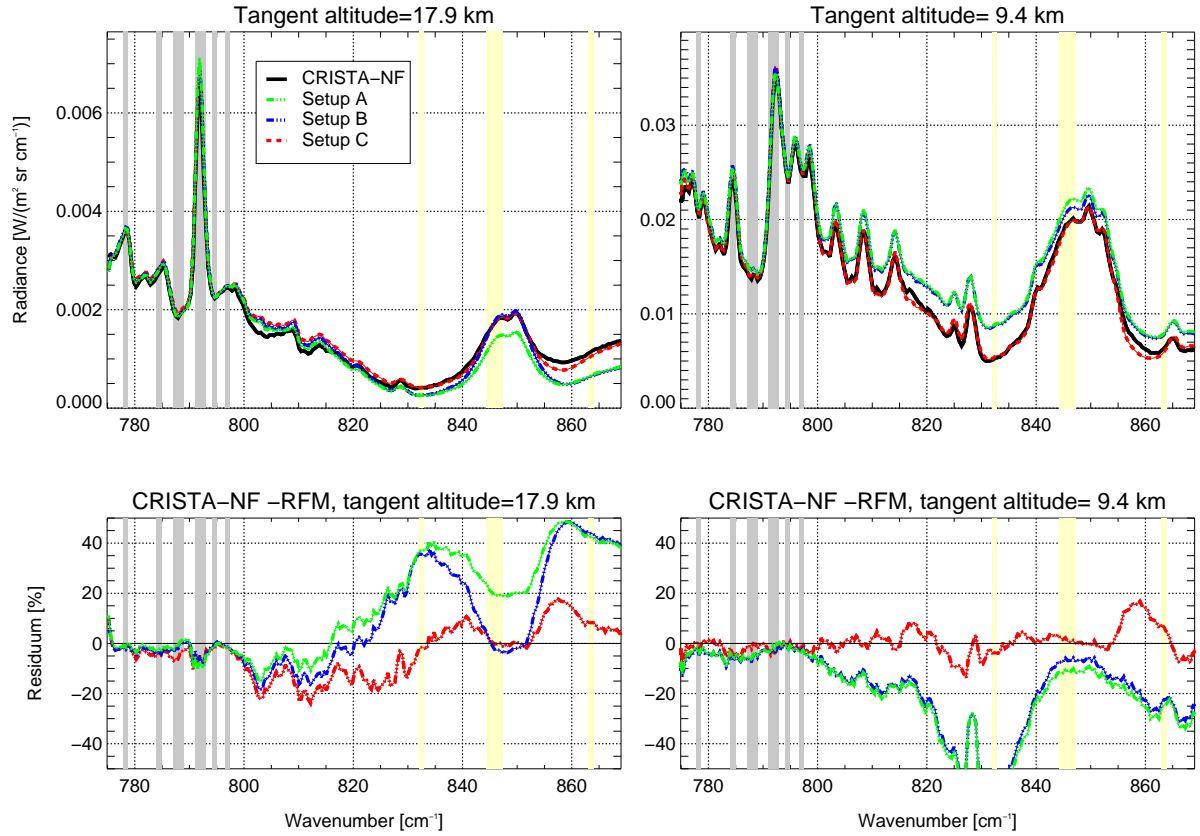 Tangent altitude=17.9 km
Tangent altitude= 9.4 km
Radiance [W/(m² sr cm⁻¹)]
0.006
0.004
0.002
0.000
CRISTA−NF
Setup A
Setup B
Setup C
780 800 820 840 860
0.03
0.02
0.01
0.00
780 800 820 840 860
CRISTA−NF −RFM, tangent altitude=17.9 km
CRISTA−NF −RFM, tangent altitude= 9.4 km
Residuum [%]
40
20
0
−20
−40
780 800 820 840 860
Wavenumber [cm⁻¹]
40
20
0
−20
−40
780 800 820 840 860
Wavenumber [cm⁻¹]